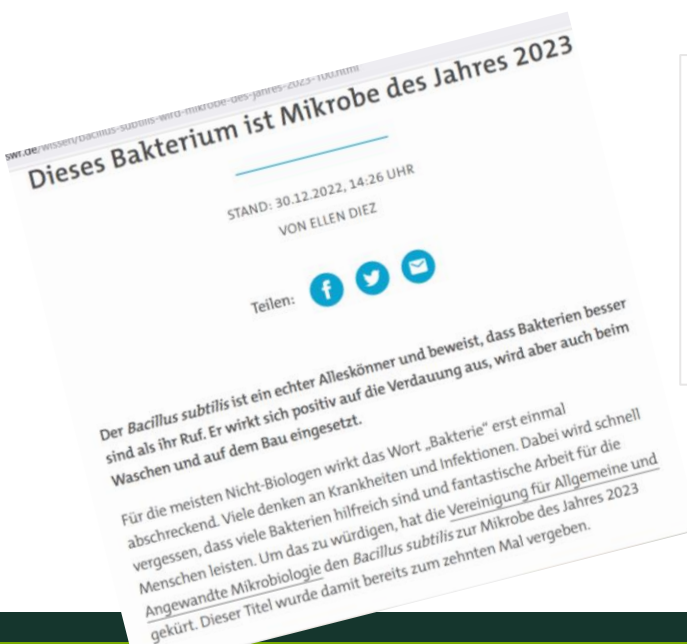 swr.de/wissen/bacillus-subtilis-wird-mikrobe-des-jahres-2023-100.html
Dieses Bakterium ist Mikrobe des Jahres 2023
STAND: 30.12.2022, 14:26 UHR
VON ELLEN DIEZ
Teilen:
Der Bacillus subtilis ist ein echter Alleskönner und beweist, dass Bakterien besser
sind als ihr Ruf. Er wirkt sich positiv auf die Verdauung aus, wird aber auch beim
Waschen und auf dem Bau eingesetzt.
Für die meisten Nicht-Biologen wirkt das Wort „Bakterie“ erst einmal
abschreckend. Viele denken an Krankheiten und Infektionen. Dabei wird schnell
vergessen, dass viele Bakterien hilfreich sind und fantastische Arbeit für die
Menschen leisten. Um das zu würdigen, hat die Vereinigung für Allgemeine und
Angewandte Mikrobiologie den Bacillus subtilis zur Mikrobe des Jahres 2023
gekürt. Dieser Titel wurde damit bereits zum zehnten Mal vergeben.